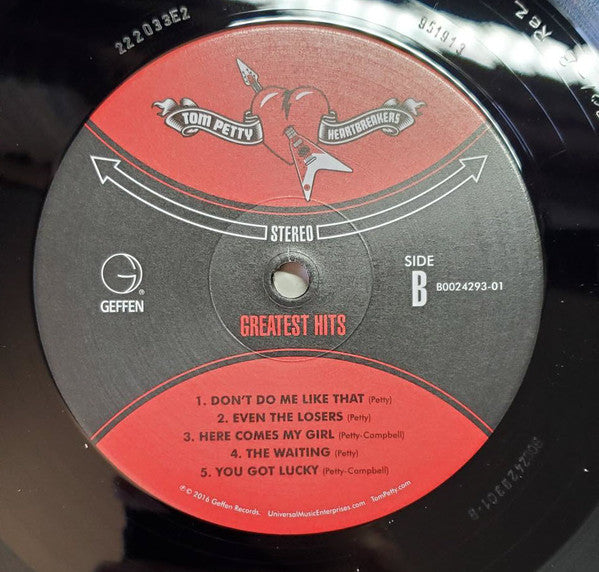 222033E2
851913
TOM PETTY
HEARTBREAKERS
STEREO
GEFFEN
SIDE
B
B0024293-01
GREATEST HITS
1. DON'T DO ME LIKE THAT (Petty)
2. EVEN THE LOSERS (Petty)
3. HERE COMES MY GIRL (Petty-Campbell)
4. THE WAITING (Petty)
5. YOU GOT LUCKY (Petty-Campbell)
℗© 2016 Geffen Records. UniversalMusicEnterprises.com TomPetty.com